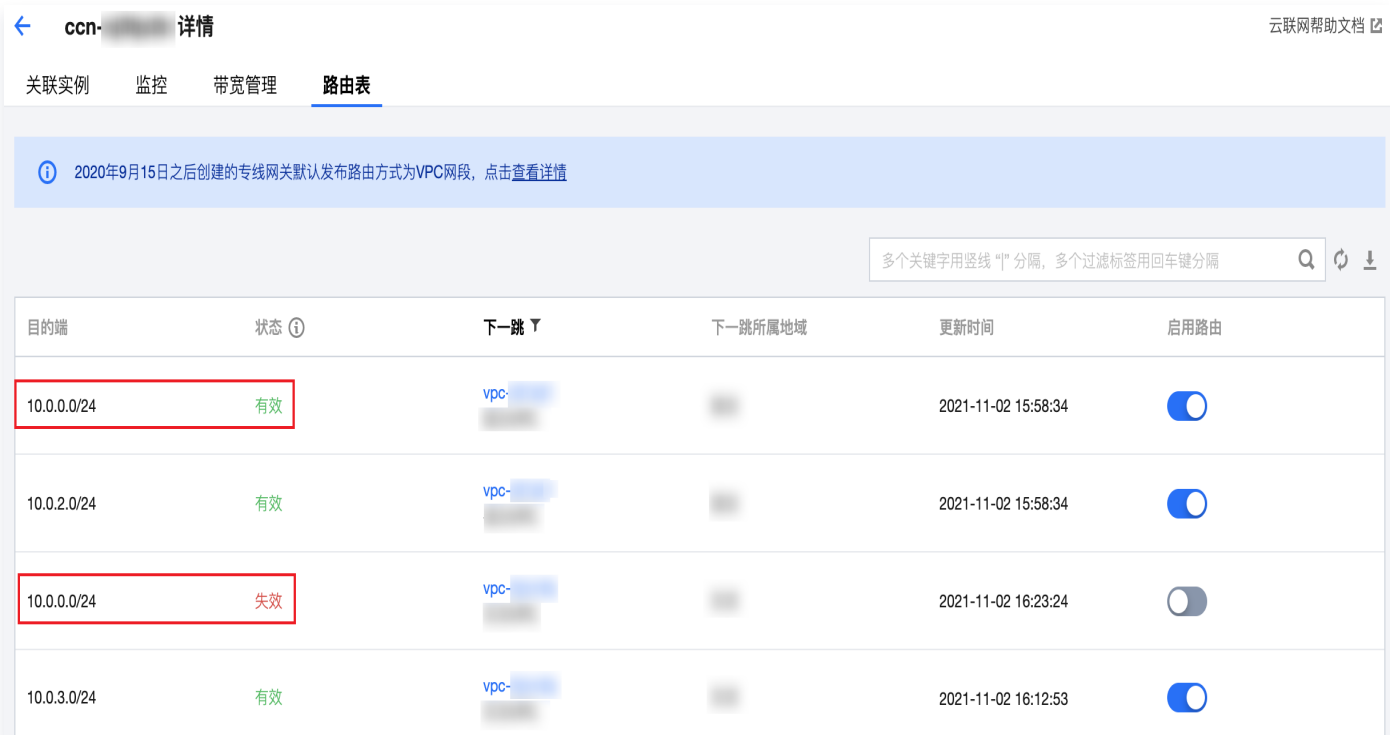 ccn- 详情
云联网帮助文档
关联实例 监控 带宽管理 路由表
2020年9月15日之后创建的专线网关默认发布路由方式为VPC网段，点击查看详情
多个关键字用竖线 “|” 分隔，多个过滤标签用回车键分隔
目的端 状态 下一跳 下一跳所属地域 更新时间 启用路由
10.0.0.0/24 有效 vpc- 2021-11-02 15:58:34
10.0.2.0/24 有效 vpc- 2021-11-02 15:58:34
10.0.0.0/24 失效 vpc- 2021-11-02 16:23:24
10.0.3.0/24 有效 vpc- 2021-11-02 16:12:53